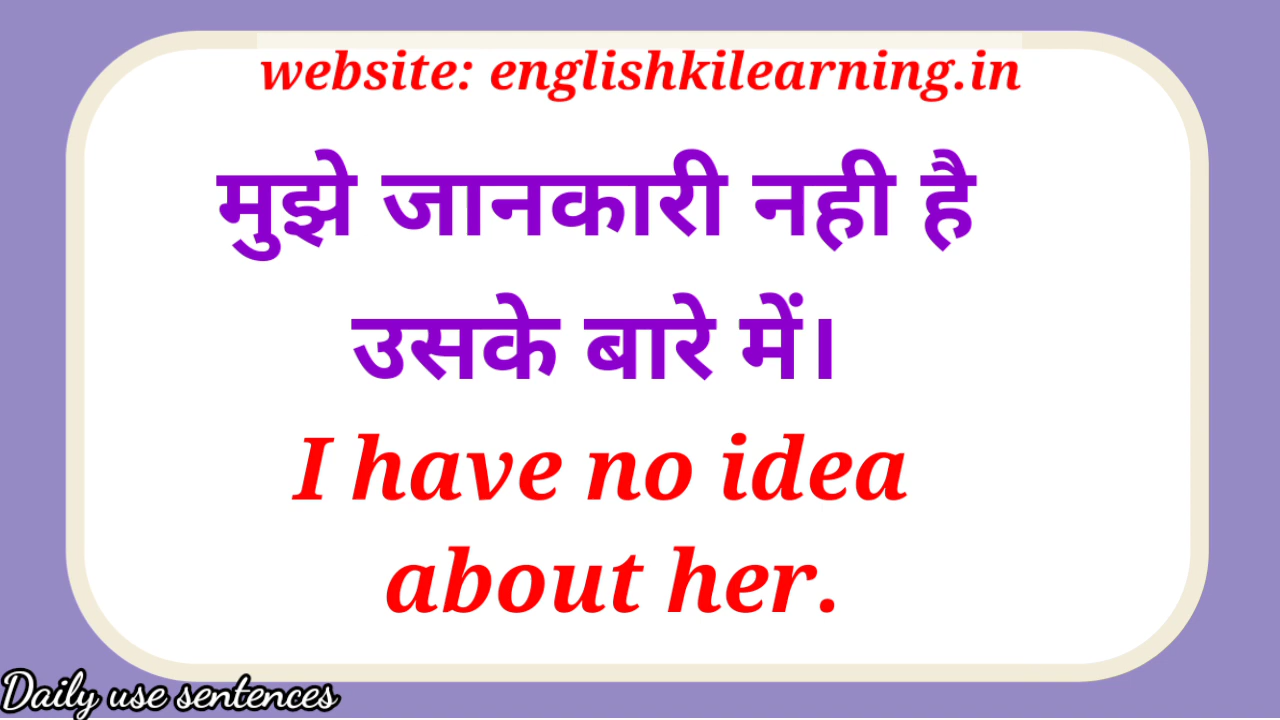 website: englishkilearning.in
मुझे जानकारी नही है
उसके बारे में।
I have no idea
about her.
Daily use sentences